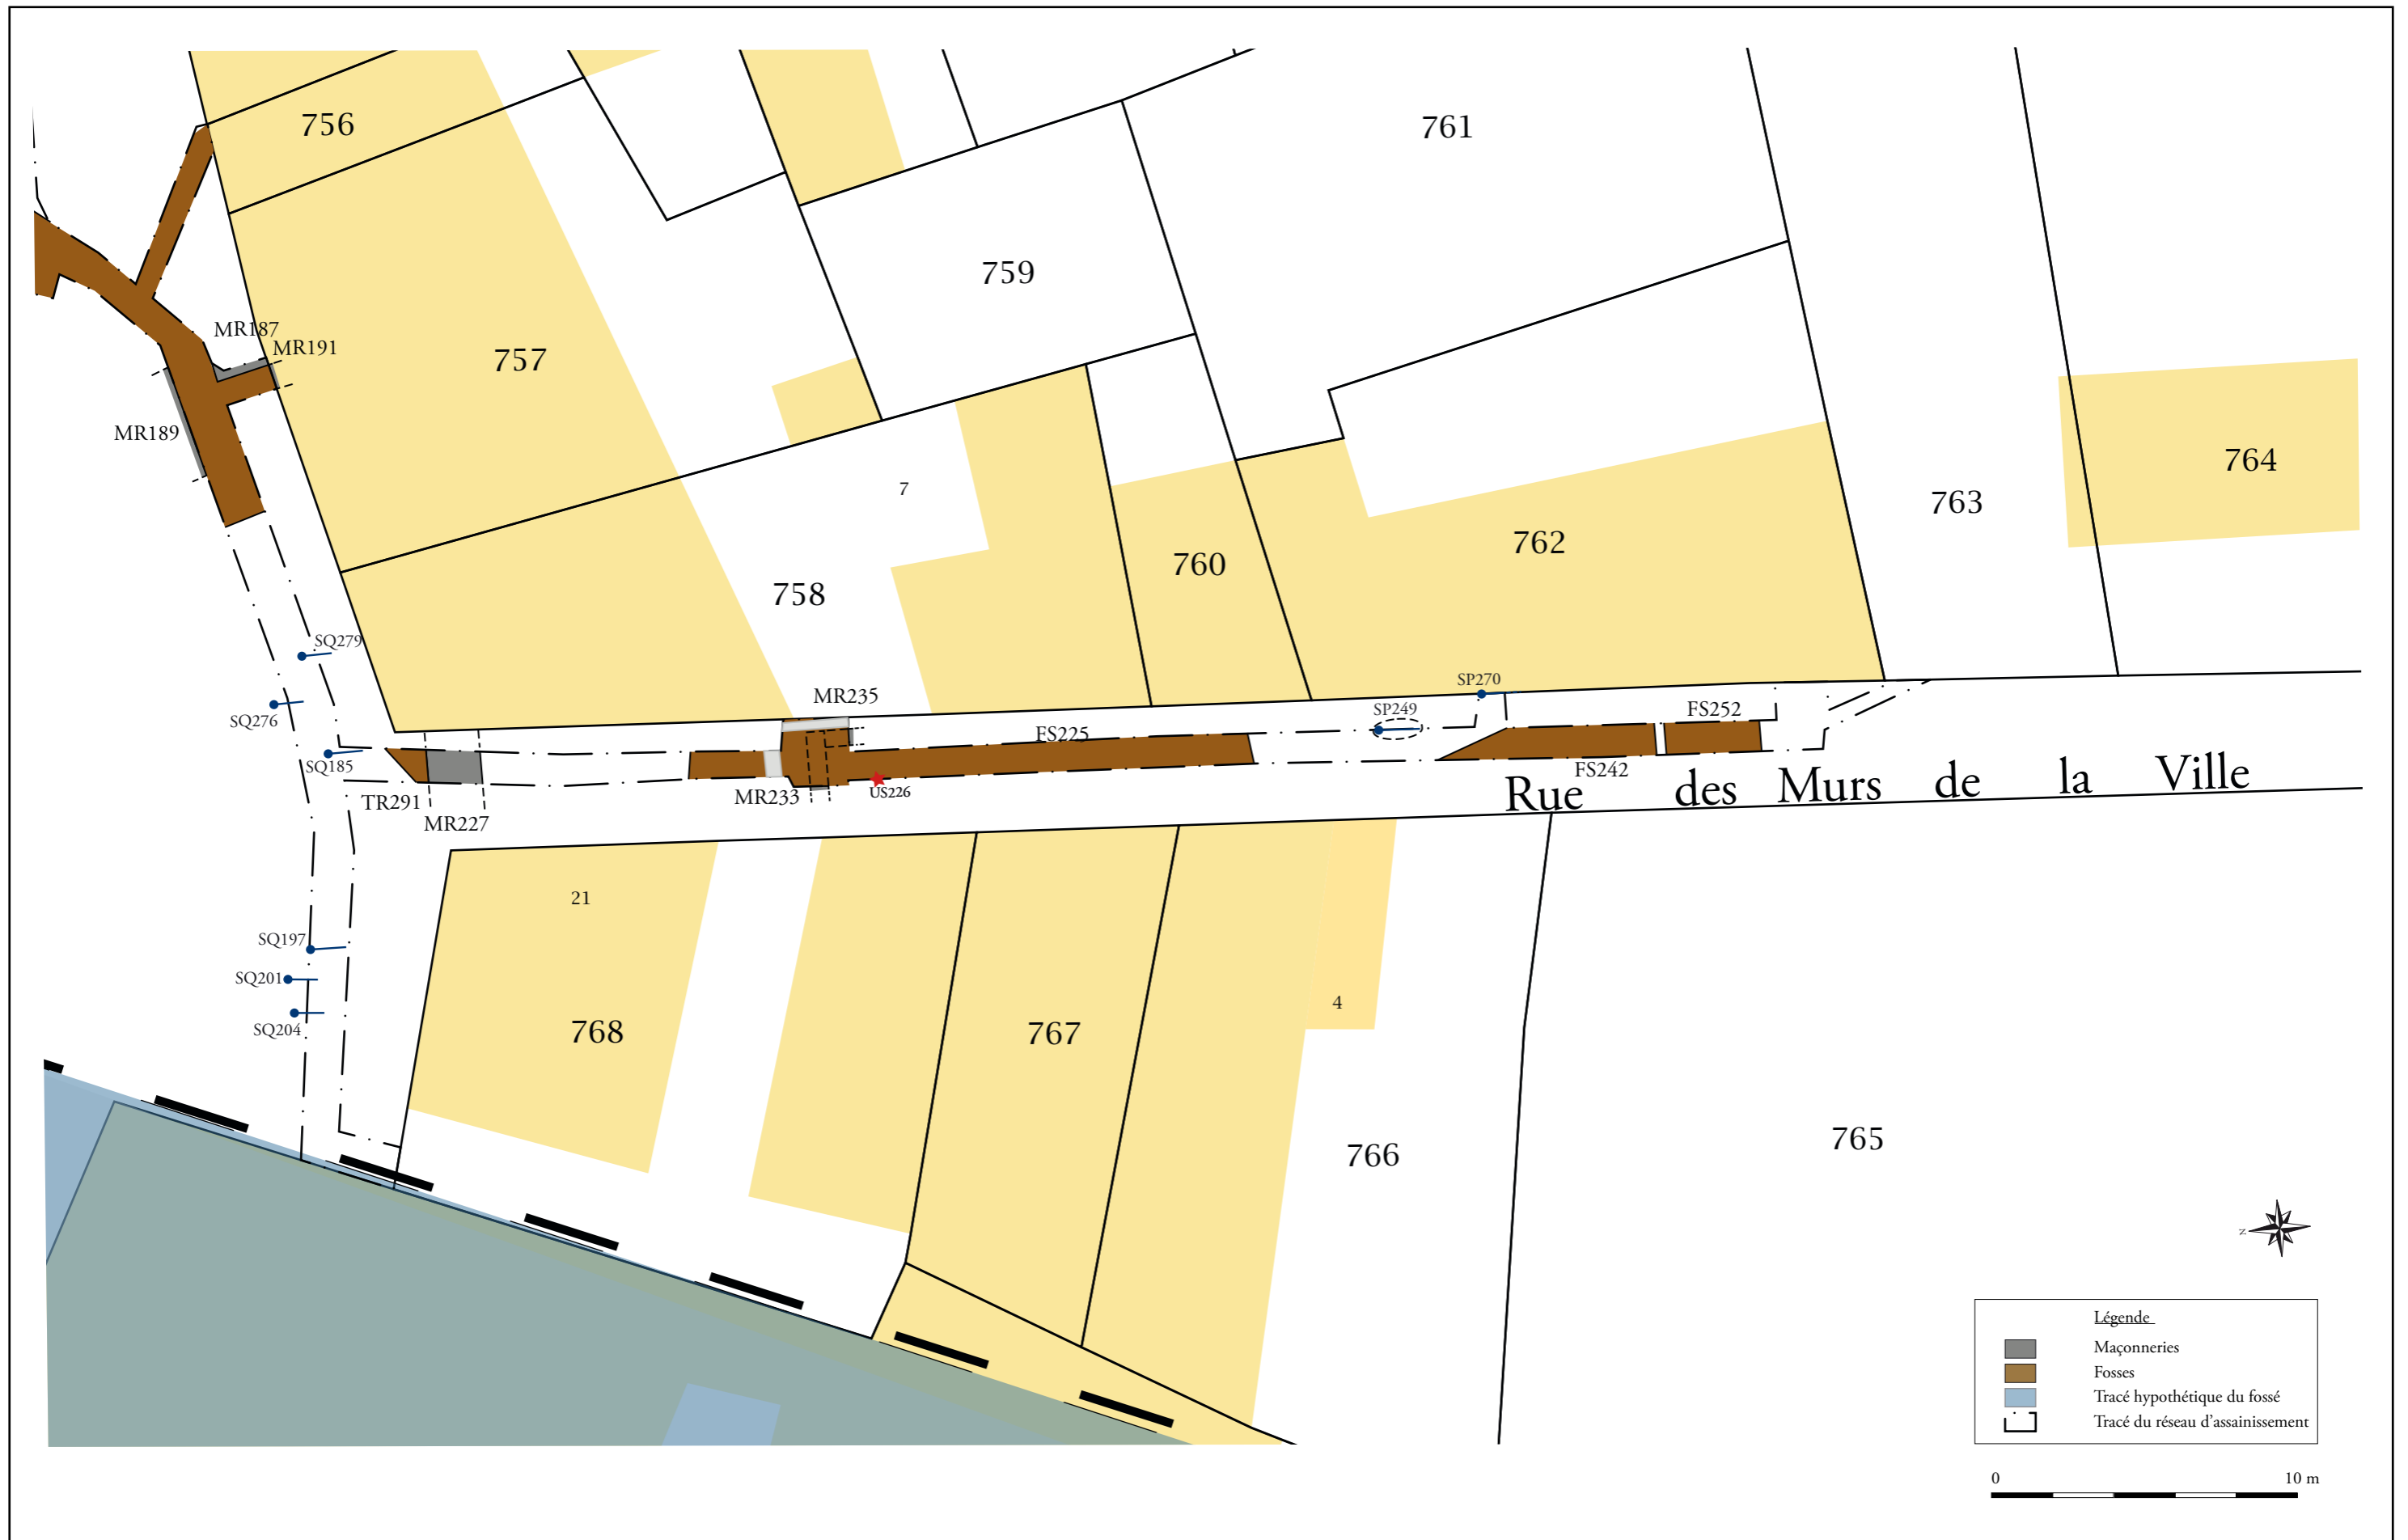 756
761
759
MR187
MR191
757
MR189
7
764
763
762
760
758
SQ279
SP270
MR235
SQ276
SP249
FS252
FS225
SQ185
FS242
Rue des Murs de la Ville
TR291
MR233
US226
MR227
21
SQ197
SQ201
4
SQ204
768
767
765
766
N
Légende
Maçonneries
Fosses
Tracé hypothétique du fossé
Tracé du réseau d'assainissement
0 10 m